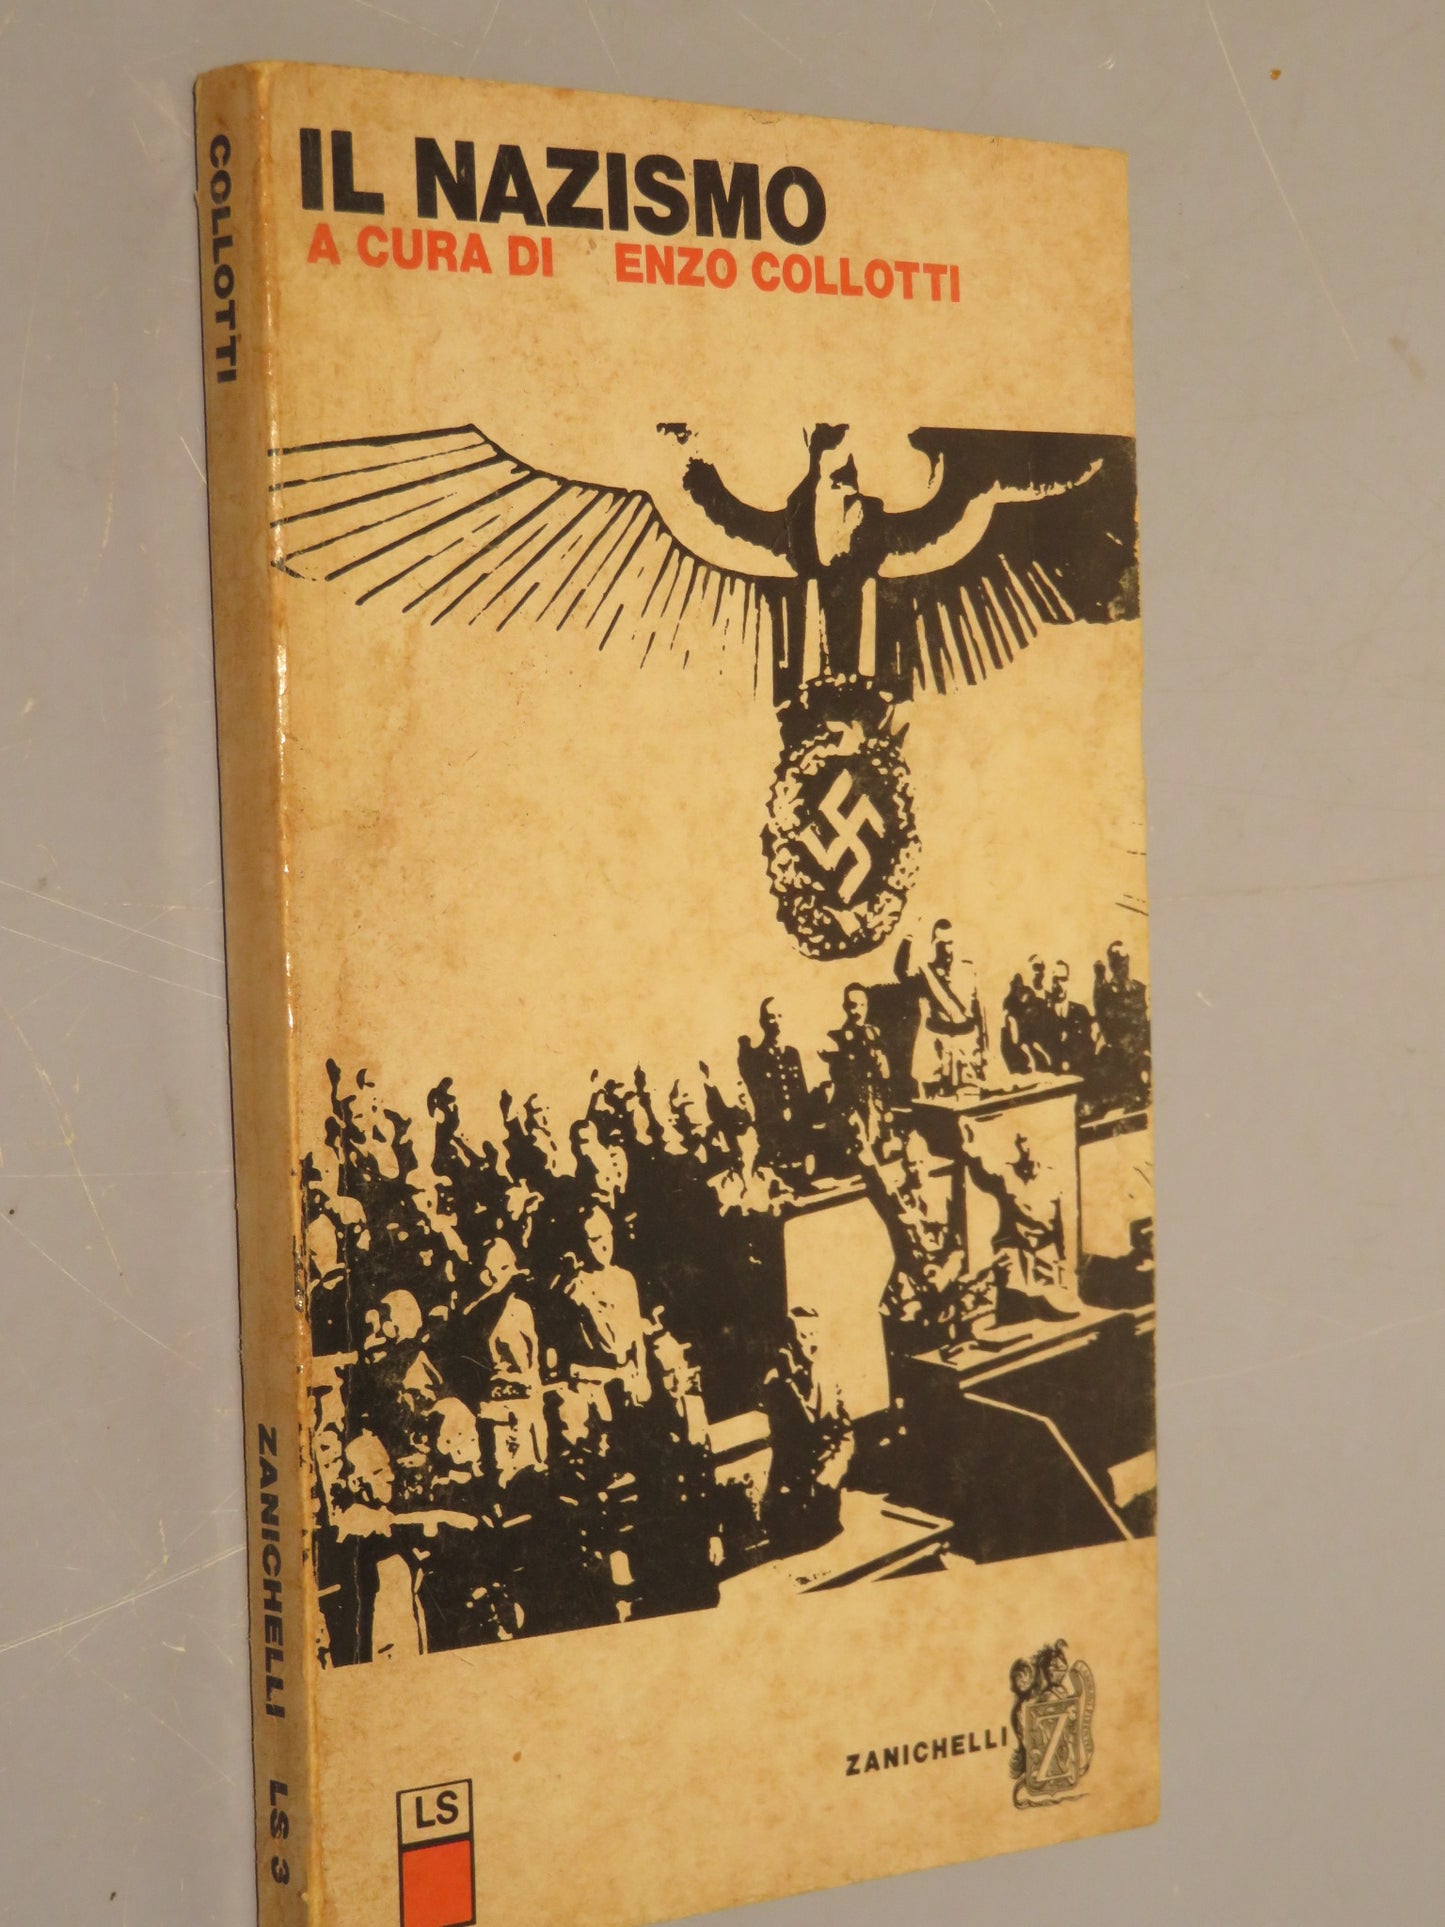 IL NAZISMO
A CURA DI ENZO COLLOTTI
COLLOTTI
ZANICHELLI LS 3
ZANICHELLI
Z
LS